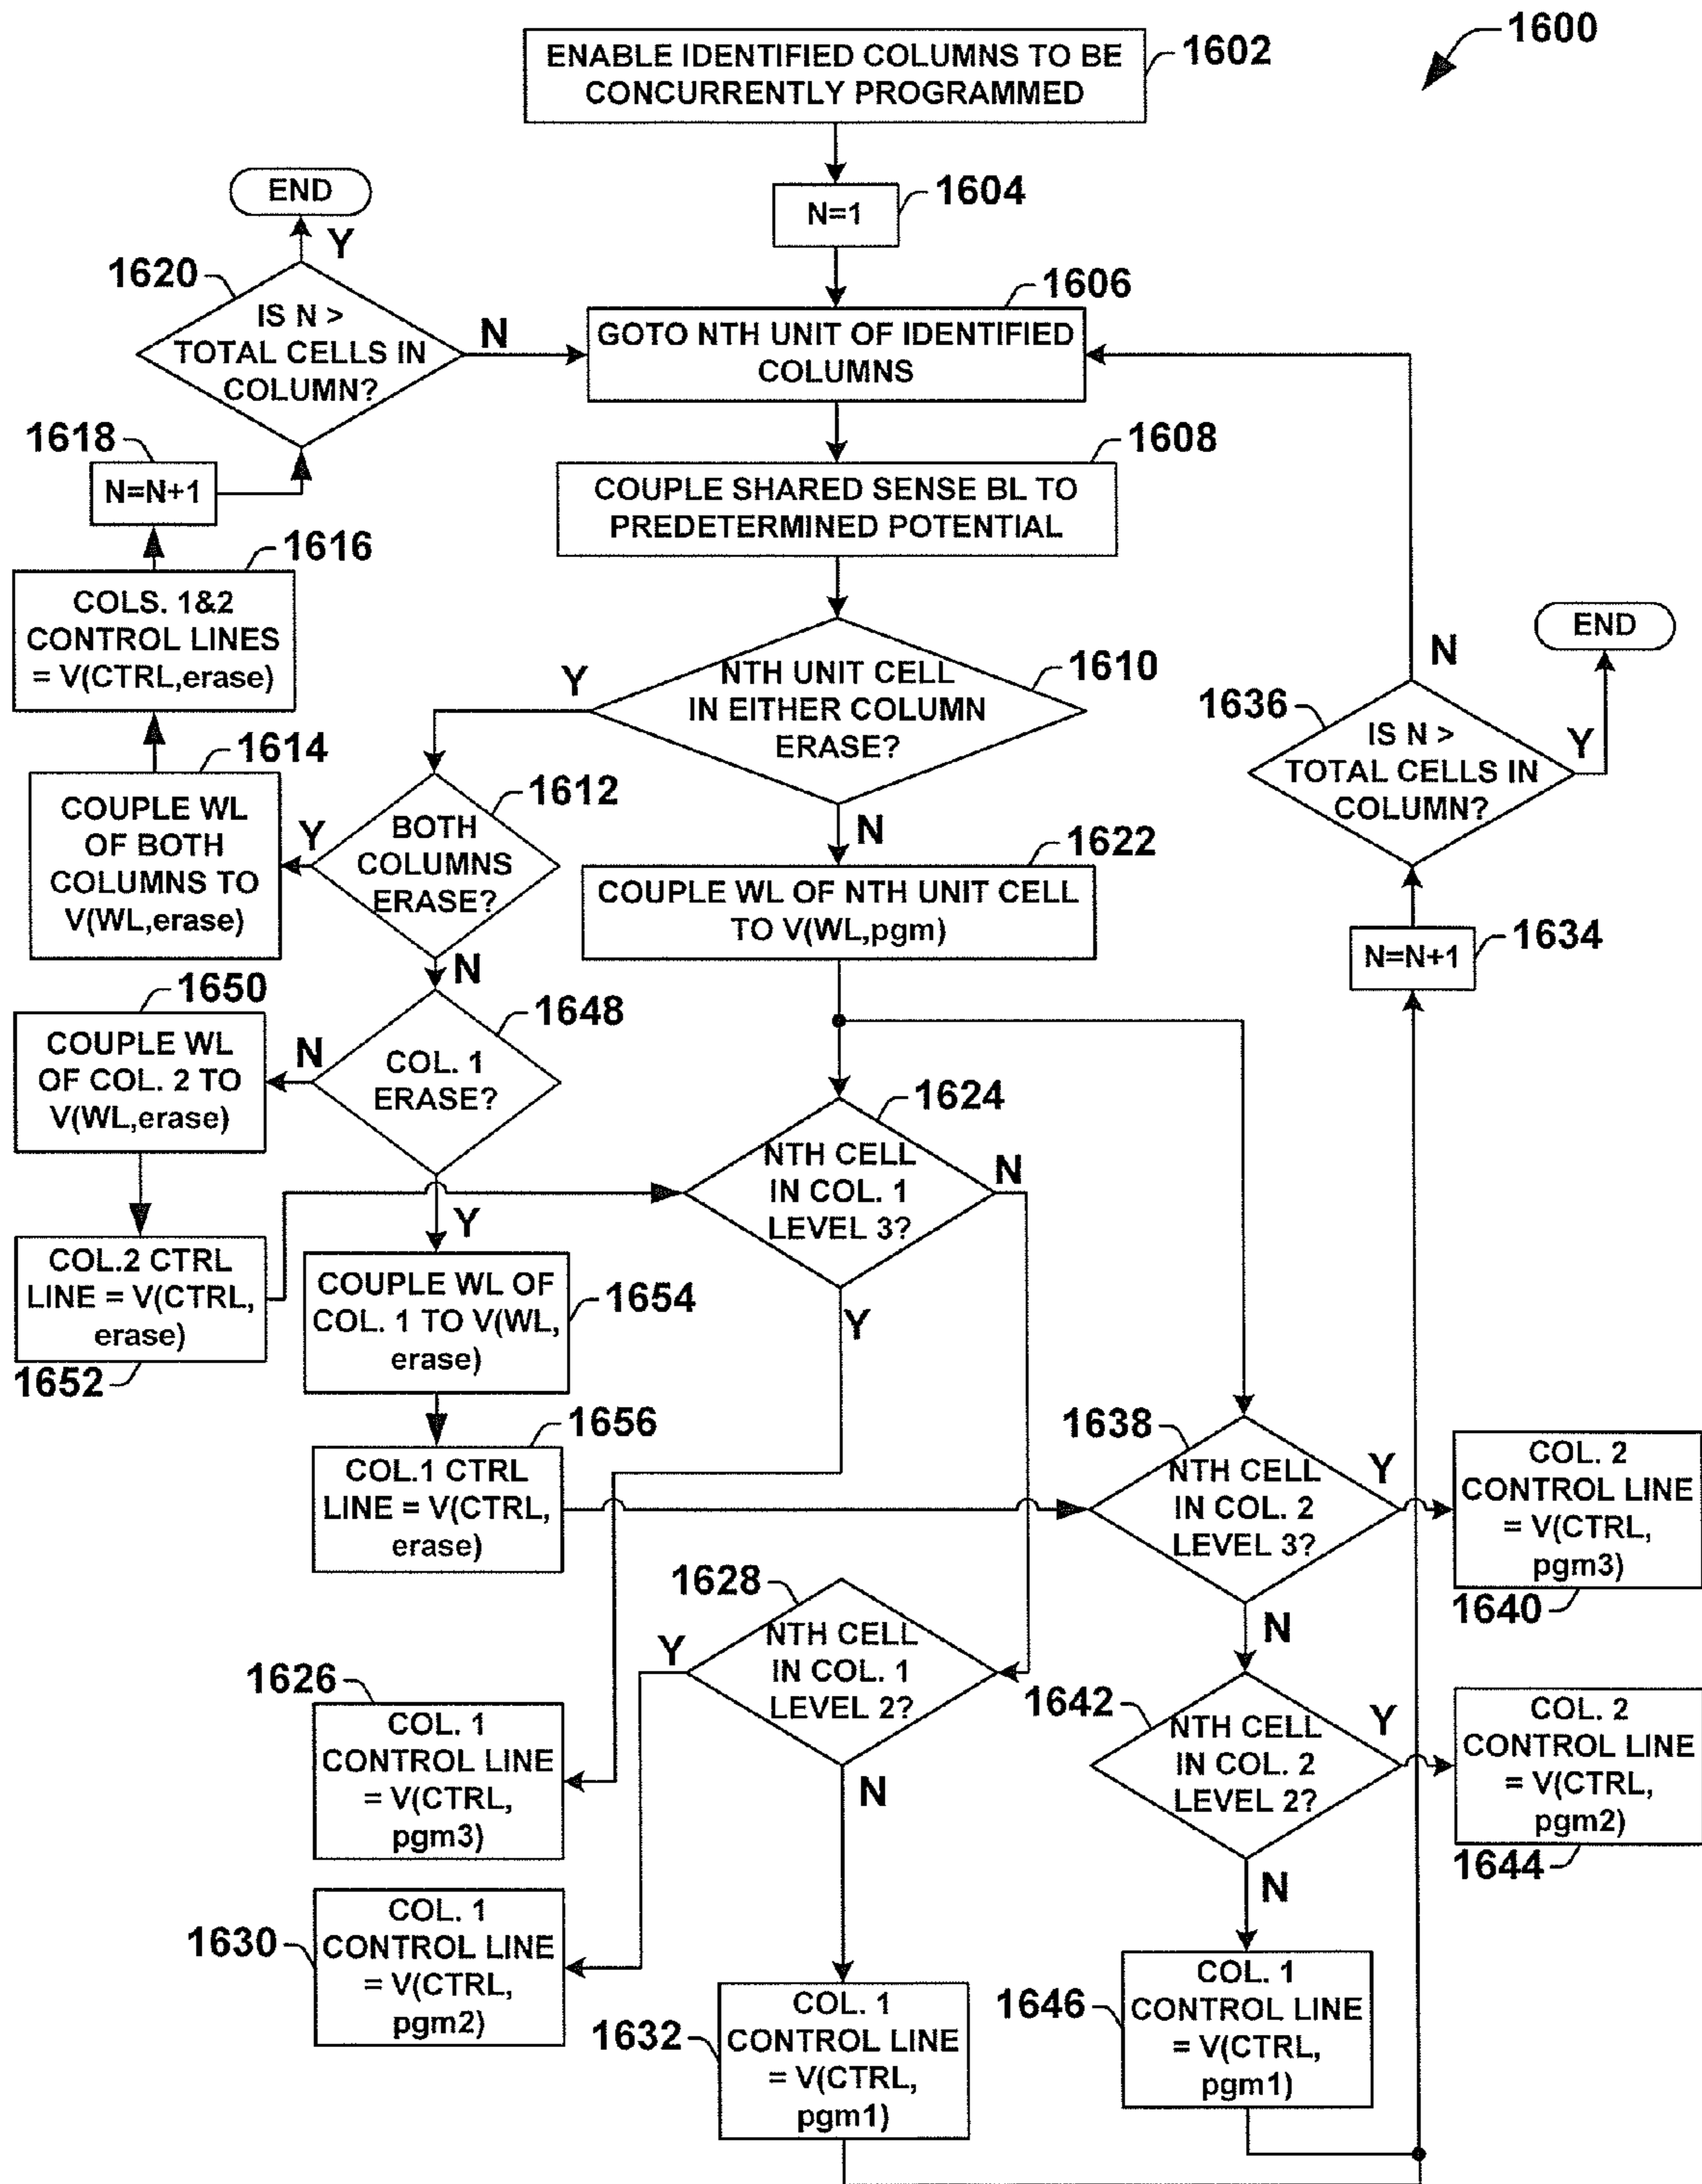 1600
ENABLE IDENTIFIED COLUMNS TO BE
CONCURRENTLY PROGRAMMED
1602
END
N=1
1604
Y
1620
IS N >
TOTAL CELLS IN
COLUMN?
N
1606
GOTO NTH UNIT OF IDENTIFIED
COLUMNS
1618
N=N+1
1608
COUPLE SHARED SENSE BL TO
PREDETERMINED POTENTIAL
1616
COLS. 1&2
CONTROL LINES
= V(CTRL,erase)
END
Y
NTH UNIT CELL
IN EITHER COLUMN
ERASE?
1610
N
1636
IS N >
TOTAL CELLS IN
COLUMN?
Y
1614
COUPLE WL
OF BOTH
COLUMNS TO
V(WL,erase)
Y
1612
BOTH
COLUMNS
ERASE?
N
1622
COUPLE WL OF NTH UNIT CELL
TO V(WL,pgm)
1634
N=N+1
N
1650
COUPLE WL
OF COL. 2 TO
V(WL,erase)
N
1648
COL. 1
ERASE?
1624
NTH CELL
IN COL. 1
LEVEL 3?
N
Y
COL.2 CTRL
LINE = V(CTRL,
erase)
1652
COUPLE WL OF
COL. 1 TO V(WL,
erase)
1654
Y
1656
COL.1 CTRL
LINE = V(CTRL,
erase)
1638
NTH CELL
IN COL. 2
LEVEL 3?
Y
COL. 2
CONTROL LINE
= V(CTRL,
pgm3)
1640
1628
NTH CELL
IN COL. 1
LEVEL 2?
Y
N
1626
COL. 1
CONTROL LINE
= V(CTRL,
pgm3)
1642
NTH CELL
IN COL. 2
LEVEL 2?
Y
COL. 2
CONTROL LINE
= V(CTRL,
pgm2)
1644
N
N
1630
COL. 1
CONTROL LINE
= V(CTRL,
pgm2)
1632
COL. 1
CONTROL LINE
= V(CTRL,
pgm1)
1646
COL. 1
CONTROL LINE
= V(CTRL,
pgm1)